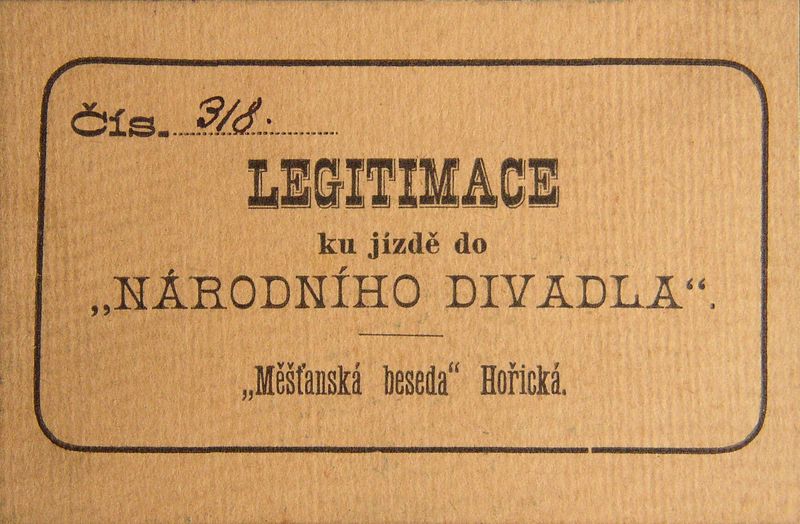 Čís. 318.
LEGITIMACE
ku jízdě do
„NÁRODNÍHO DIVADLA“.
„Měšťanská beseda“ Hořická.